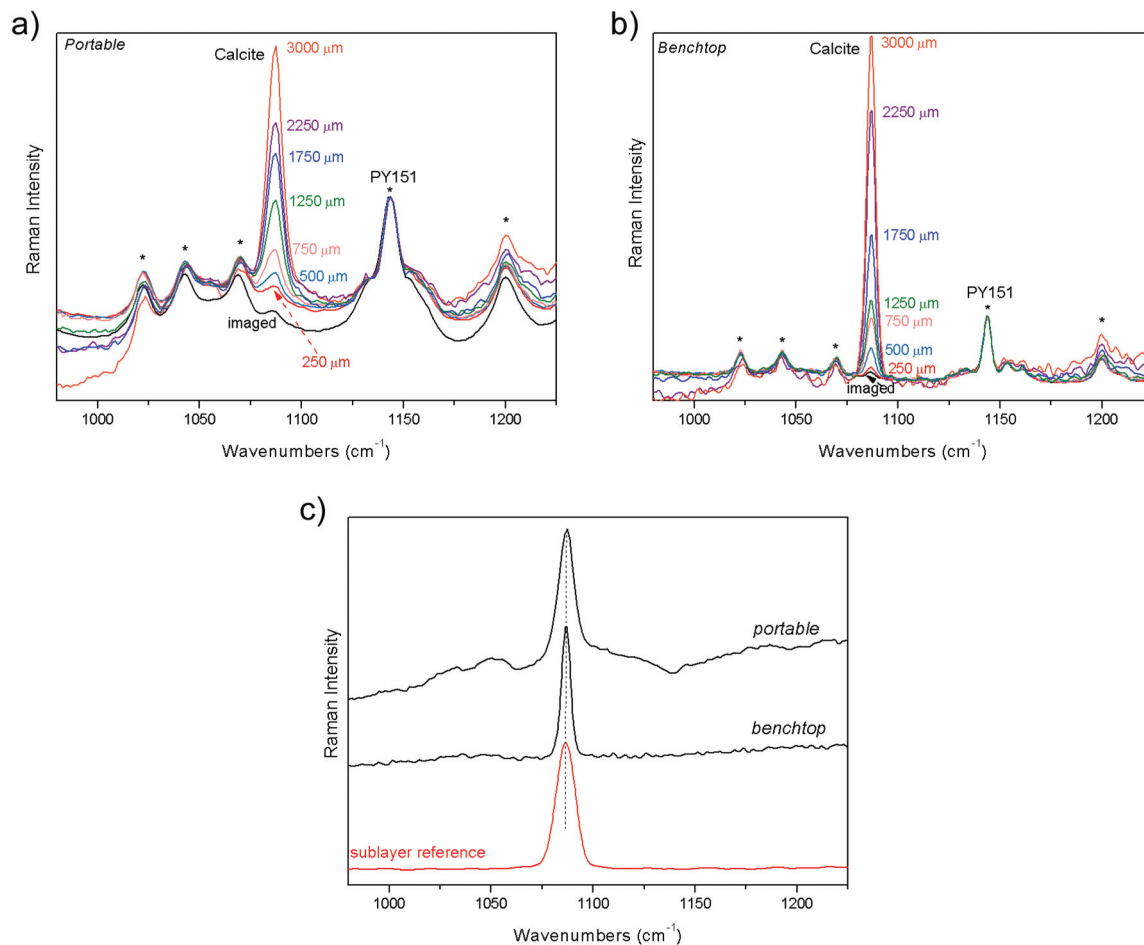 a)
Portable
Calcite
3000 μm
2250 μm
1750 μm
1250 μm
750 μm
500 μm
imaged
250 μm
PY151
*
*
*
*
*
Raman Intensity
1000
1050
1100
1150
1200
Wavenumbers (cm⁻¹)
b)
Benchtop
Calcite
3000 μm
2250 μm
1750 μm
1250 μm
750 μm
500 μm
250 μm
imaged
PY151
*
*
*
*
*
Raman Intensity
1000
1050
1100
1150
1200
Wavenumbers (cm⁻¹)
c)
portable
benchtop
sublayer reference
Raman Intensity
1000
1050
1100
1150
1200
Wavenumbers (cm⁻¹)